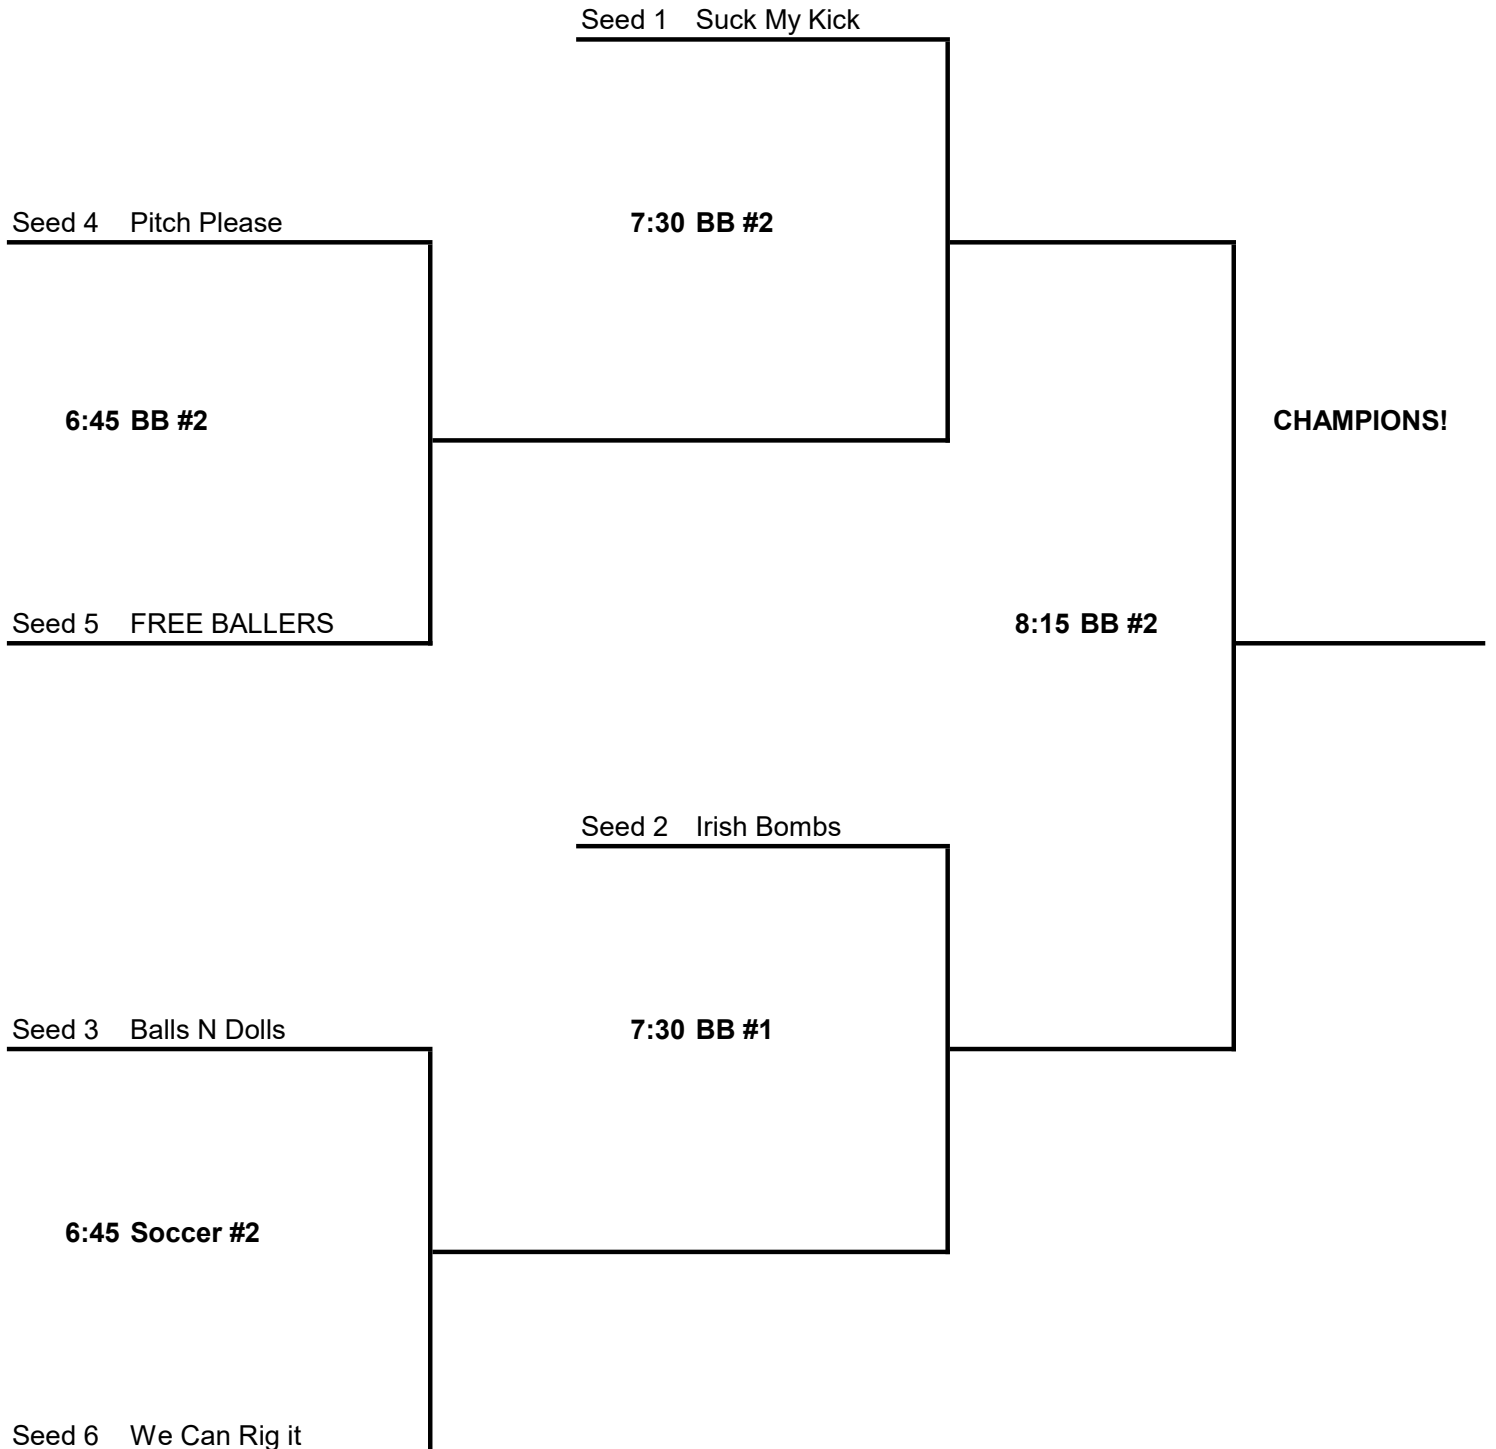 Seed 1 Suck My Kick
Seed 4 Pitch Please
7:30 BB #2
6:45 BB #2
CHAMPIONS!
Seed 5 FREE BALLERS
8:15 BB #2
Seed 2 Irish Bombs
Seed 3 Balls N Dolls
7:30 BB #1
6:45 Soccer #2
Seed 6 We Can Rig it